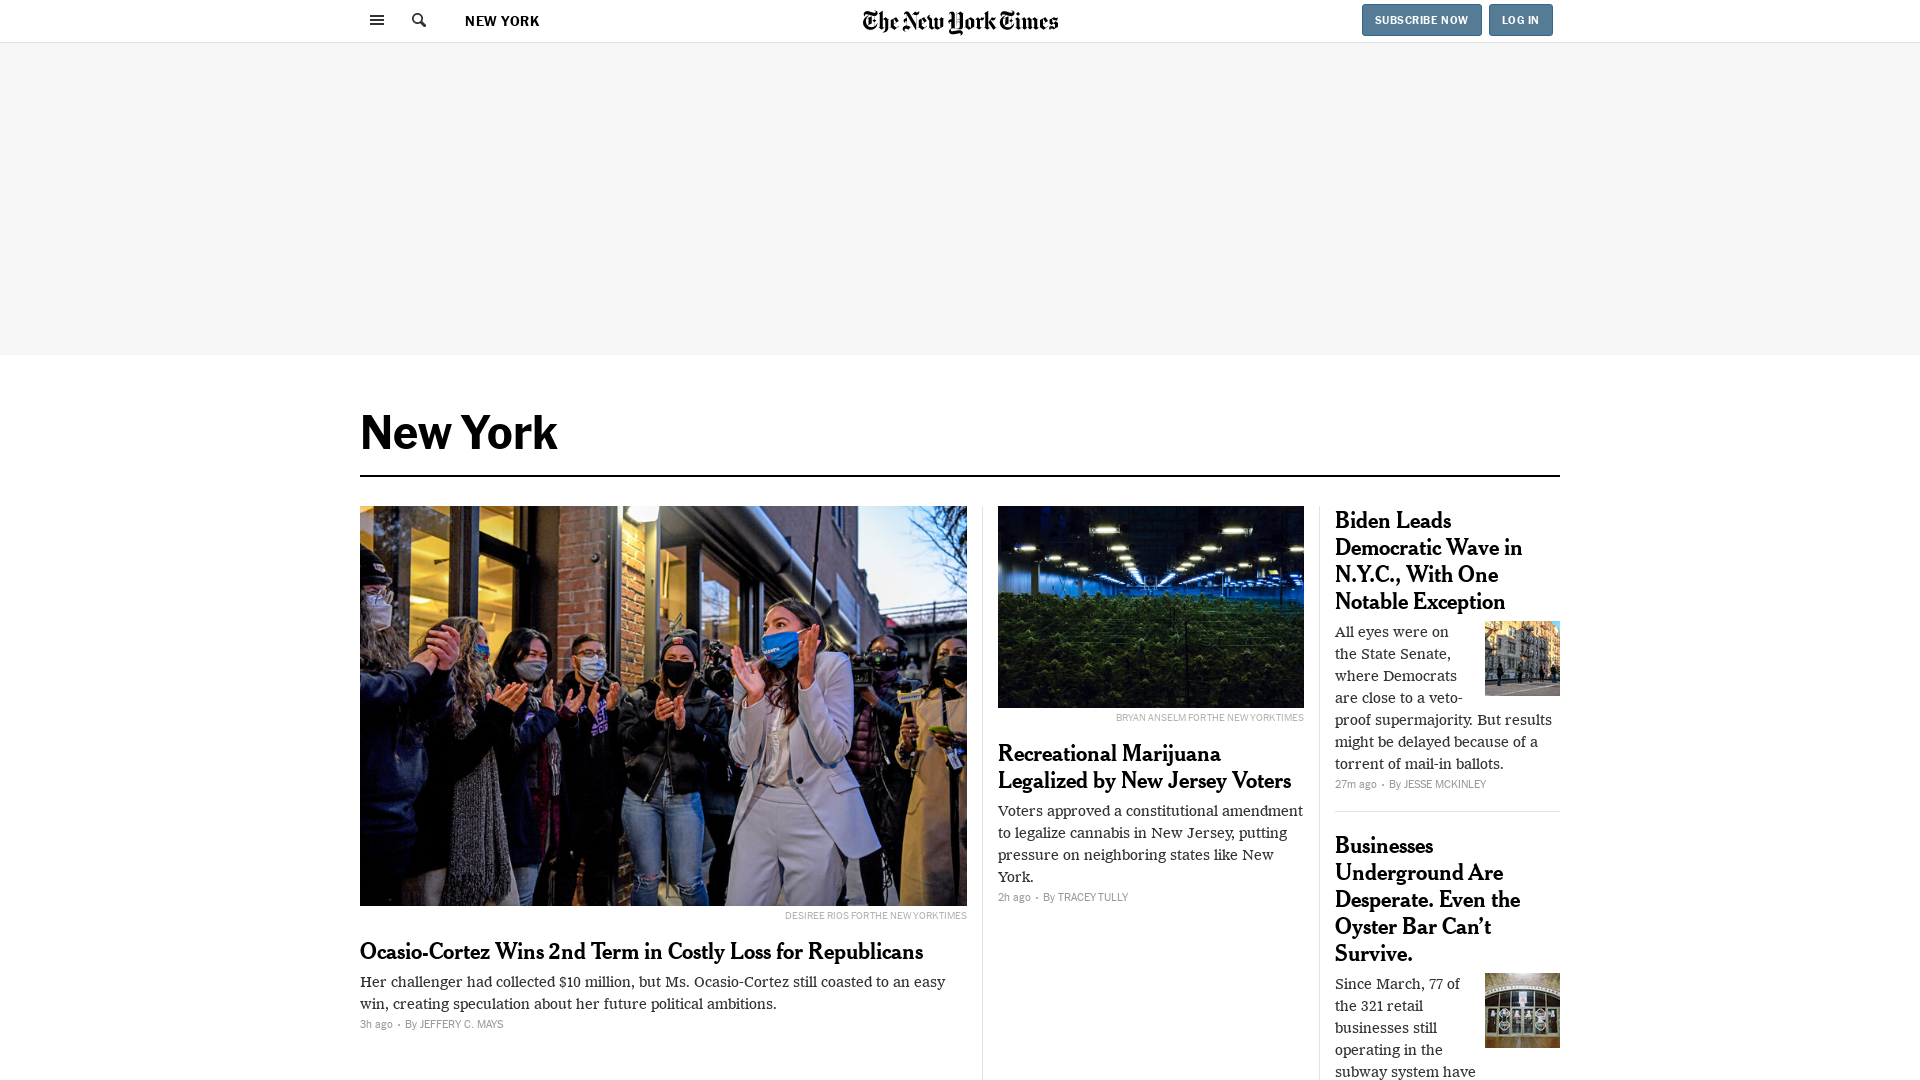 NEW YORK
The New York Times
SUBSCRIBE NOW
LOG IN
New York
DESIREE RIOS FOR THE NEW YORK TIMES
Ocasio-Cortez Wins 2nd Term in Costly Loss for Republicans
Her challenger had collected $10 million, but Ms. Ocasio-Cortez still coasted to an easy
win, creating speculation about her future political ambitions.
3h ago · By JEFFERY C. MAYS
BRYAN ANSELM FOR THE NEW YORK TIMES
Recreational Marijuana
Legalized by New Jersey Voters
Voters approved a constitutional amendment
to legalize cannabis in New Jersey, putting
pressure on neighboring states like New
York.
2h ago · By TRACEY TULLY
Biden Leads
Democratic Wave in
N.Y.C., With One
Notable Exception
All eyes were on
the State Senate,
where Democrats
are close to a veto-
proof supermajority. But results
might be delayed because of a
torrent of mail-in ballots.
27m ago · By JESSE MCKINLEY
Businesses
Underground Are
Desperate. Even the
Oyster Bar Can’t
Survive.
Since March, 77 of
the 321 retail
businesses still
operating in the
subway system have